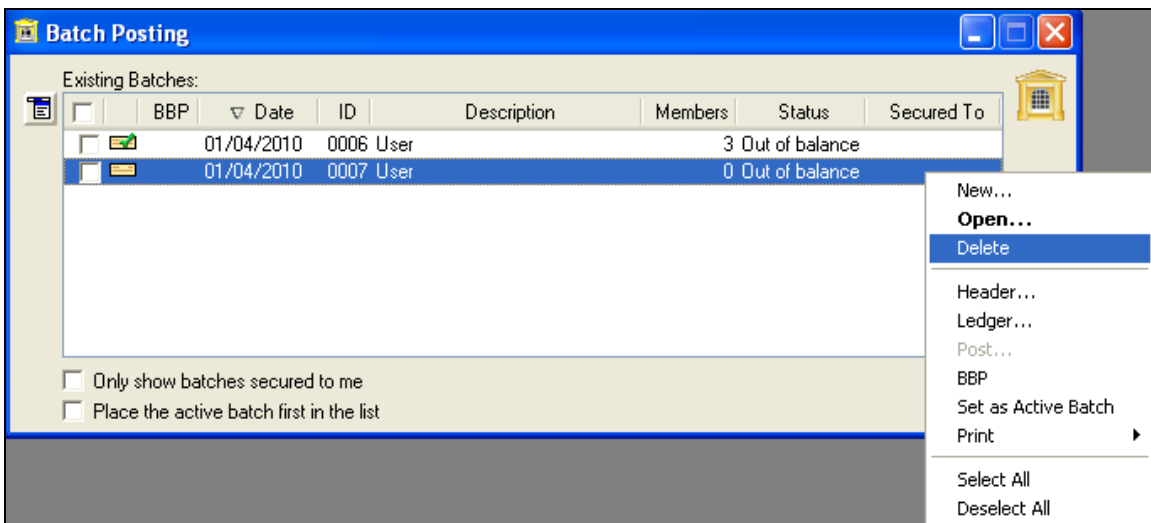 Batch Posting
Existing Batches:
BBP Date ID Description Members Status Secured To
01/04/2010 0006 User 3 Out of balance
01/04/2010 0007 User 0 Out of balance
New...
Open...
Delete
Header...
Ledger...
Post...
BBP
Set as Active Batch
Print
Select All
Deselect All
Only show batches secured to me
Place the active batch first in the list